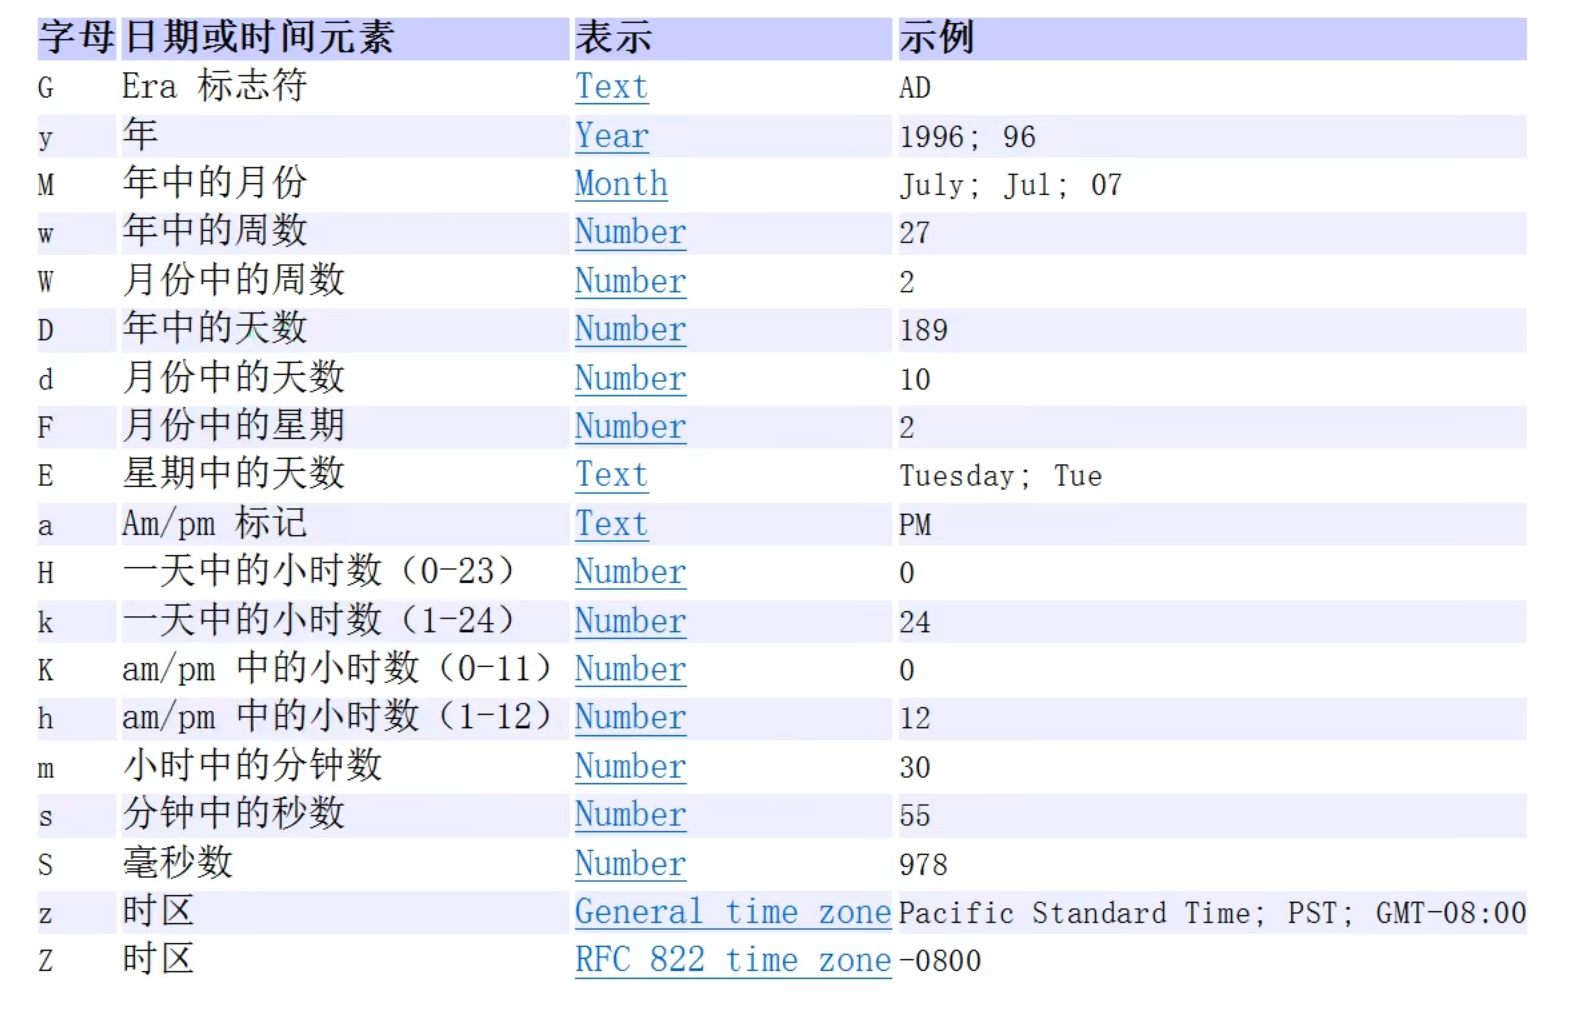 字母 日期或时间元素 表示 示例
G Era 标志符 Text AD
y 年 Year 1996; 96
M 年中的月份 Month July; Jul; 07
w 年中的周数 Number 27
W 月份中的周数 Number 2
D 年中的天数 Number 189
d 月份中的天数 Number 10
F 月份中的星期 Number 2
E 星期中的天数 Text Tuesday; Tue
a Am/pm 标记 Text PM
H 一天中的小时数（0-23） Number 0
k 一天中的小时数（1-24） Number 24
K am/pm 中的小时数（0-11） Number 0
h am/pm 中的小时数（1-12） Number 12
m 小时中的分钟数 Number 30
s 分钟中的秒数 Number 55
S 毫秒数 Number 978
z 时区 General time zone Pacific Standard Time; PST; GMT-08:00
Z 时区 RFC 822 time zone -0800